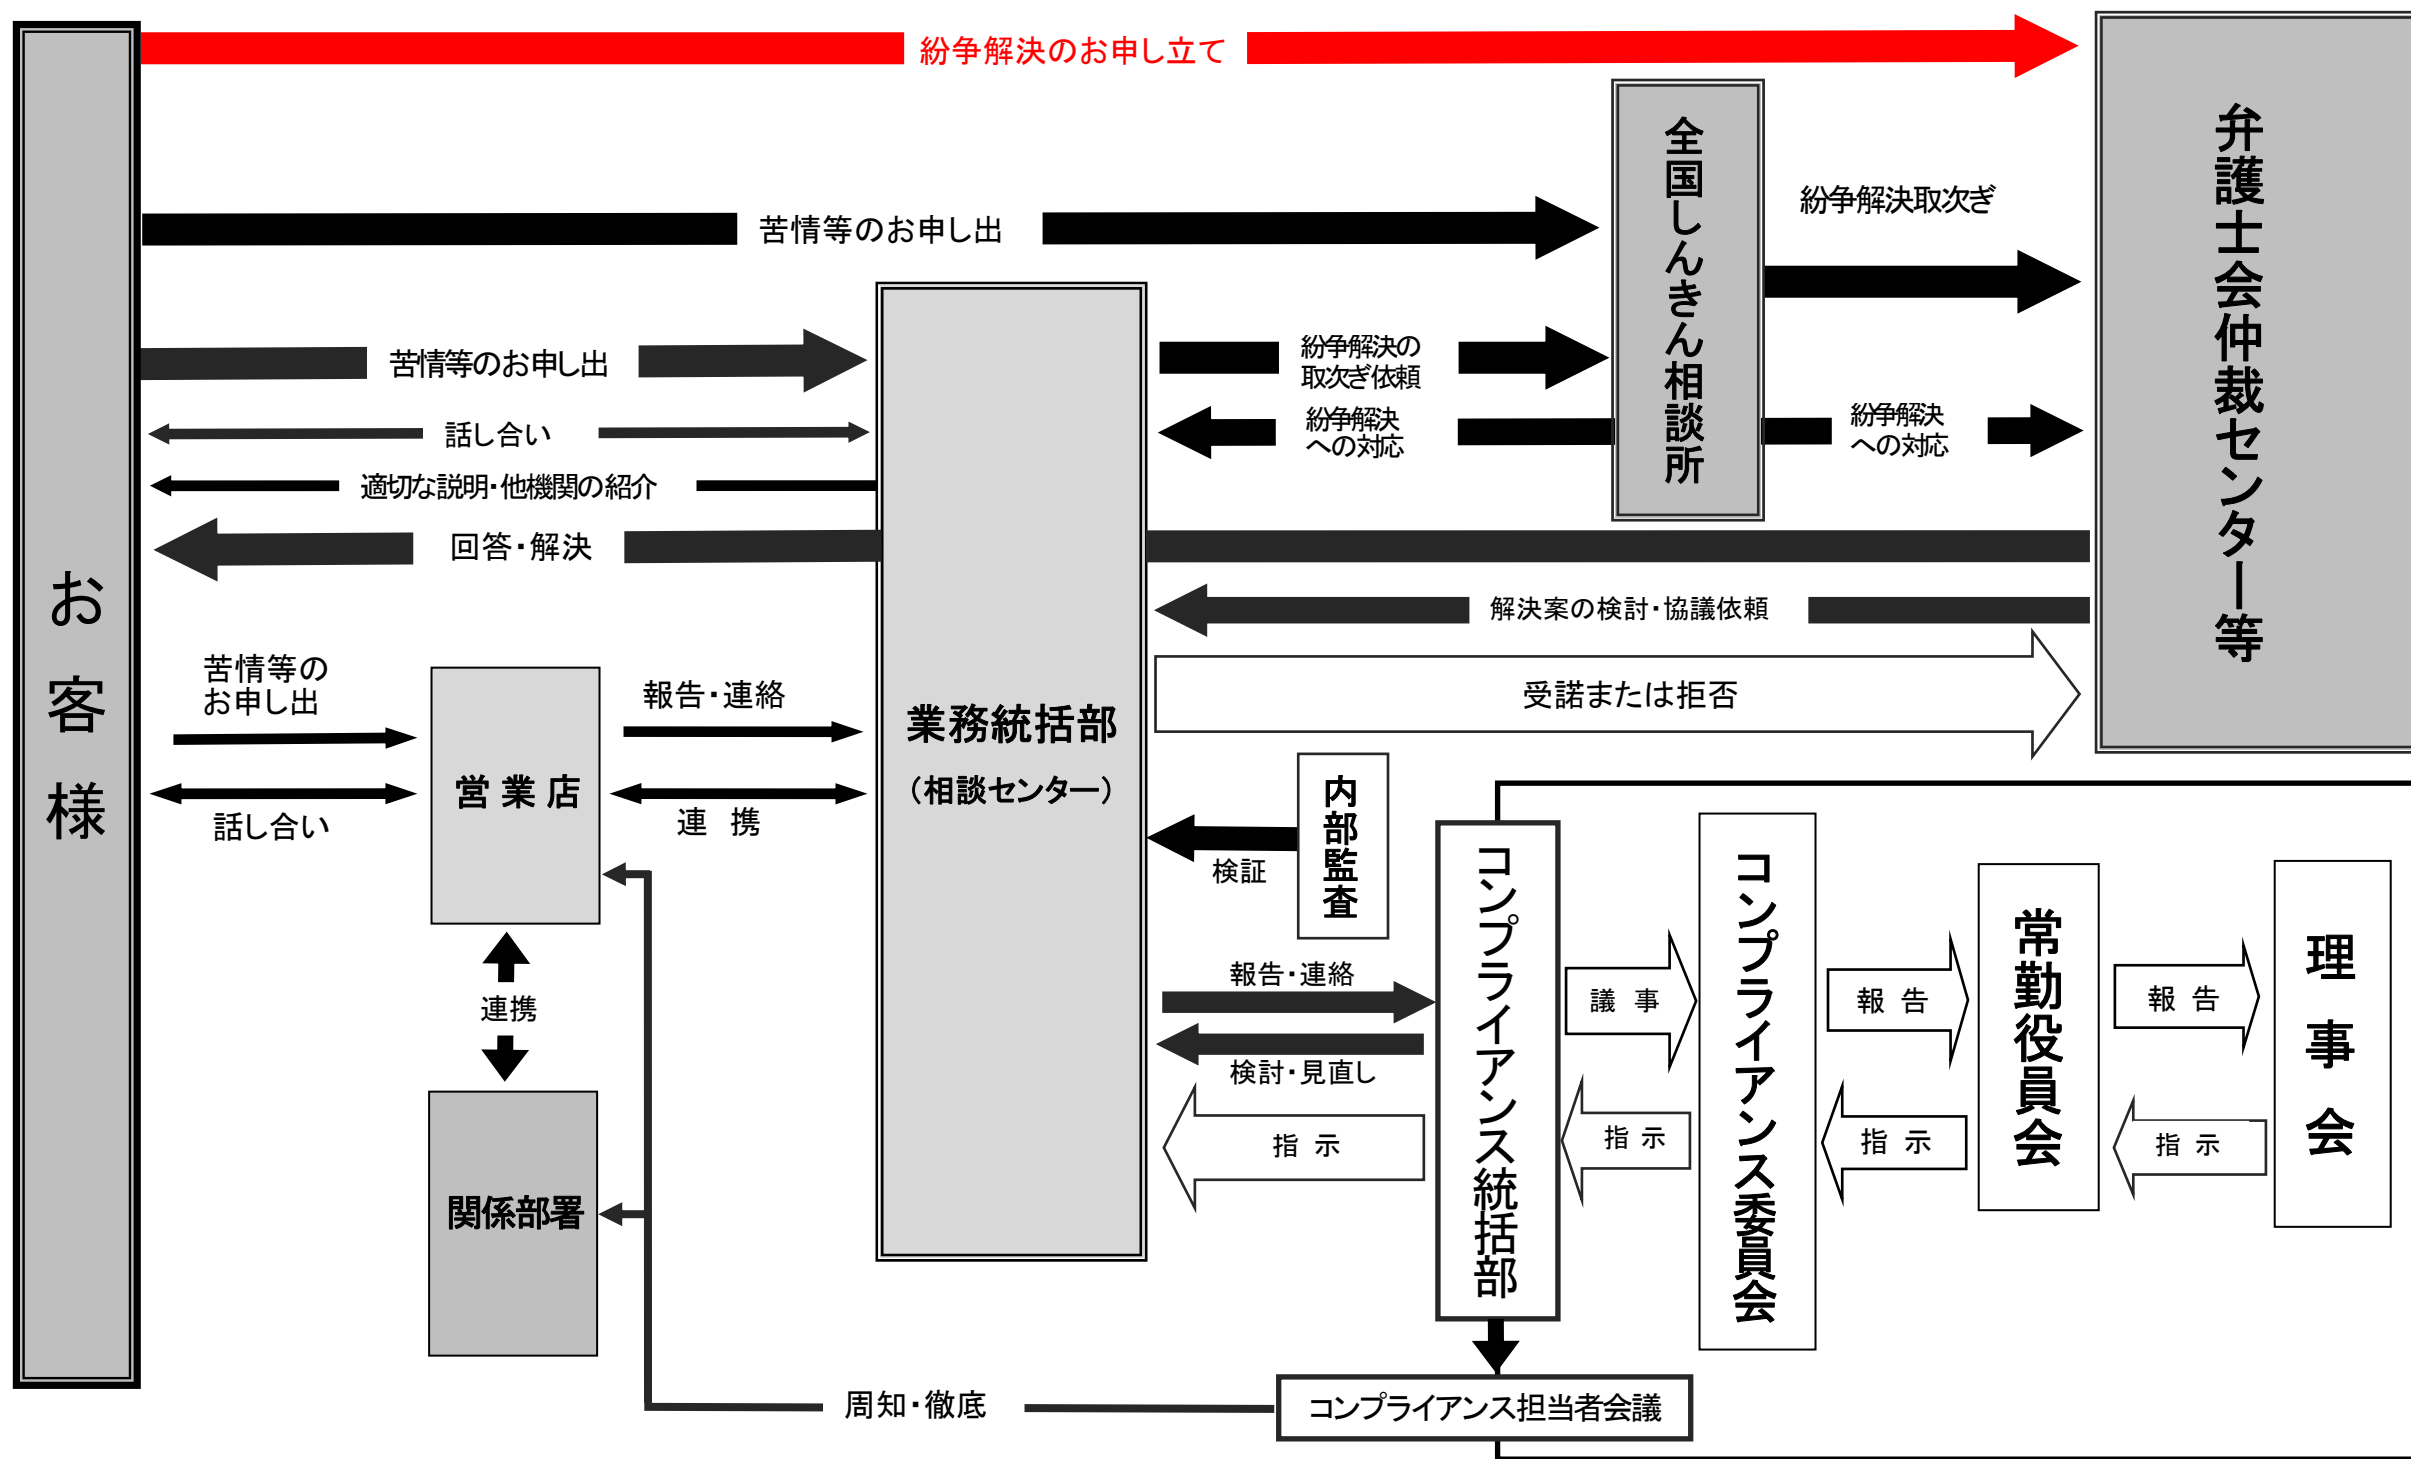 紛争解決のお申し立て
苦情等のお申し出
全国しんきん相談所
紛争解決取次ぎ
弁護士会仲裁センター等
苦情等のお申し出
紛争解決の
取次ぎ依頼
話し合い
紛争解決
への対応
紛争解決
への対応
適切な説明・他機関の紹介
回答・解決
お客様
解決案の検討・協議依頼
受諾または拒否
苦情等の
お申し出
報告・連絡
営業店
業務統括部
（相談センター）
話し合い
連　携
内部監査
検証
連携
関係部署
報告・連絡
検討・見直し
指　示
コンプライアンス統括部
議　事
指　示
コンプライアンス委員会
報　告
指　示
常勤役員会
報　告
指　示
理事会
周知・徹底
コンプライアンス担当者会議